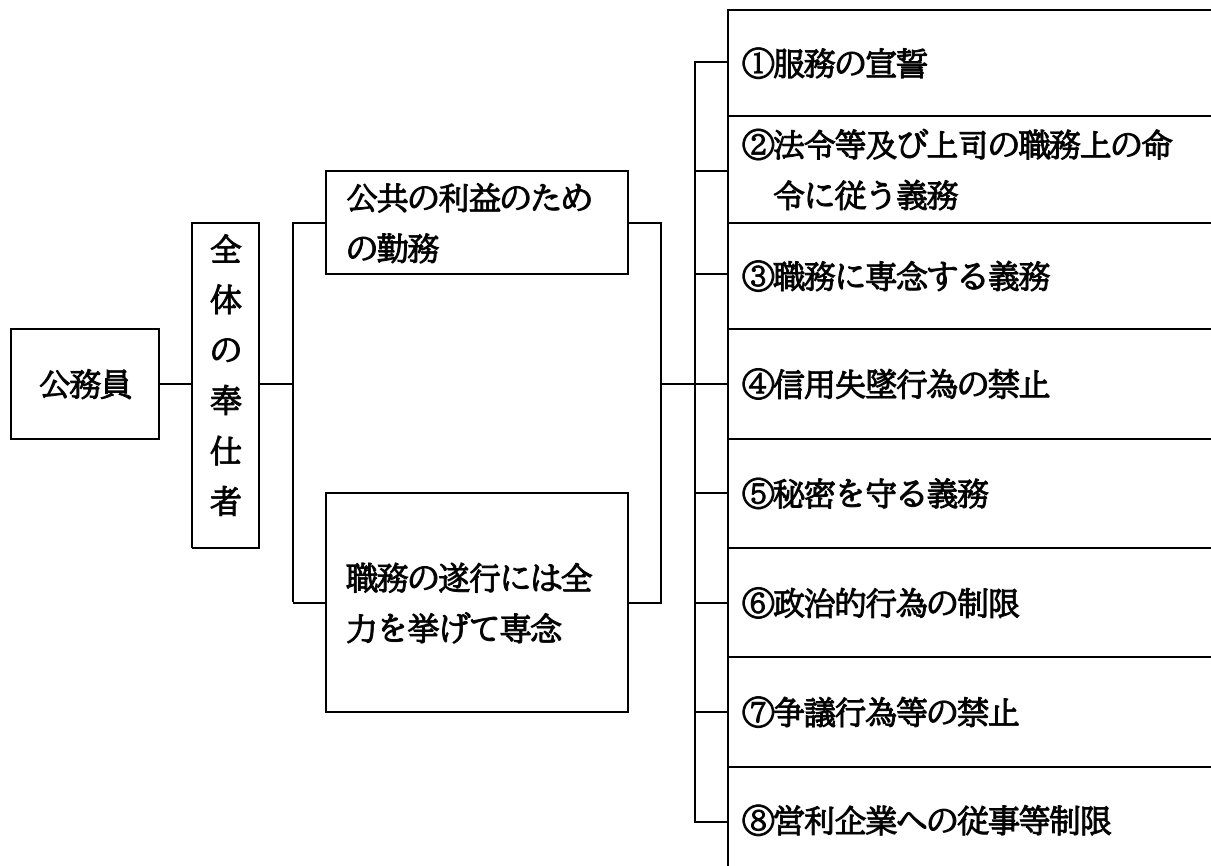 公務員
全体の奉仕者
公共の利益のため
の勤務
職務の遂行には全
力を挙げて専念
①服務の宣誓
②法令等及び上司の職務上の命
令に従う義務
③職務に専念する義務
④信用失墜行為の禁止
⑤秘密を守る義務
⑥政治的行為の制限
⑦争議行為等の禁止
⑧営利企業への従事等制限